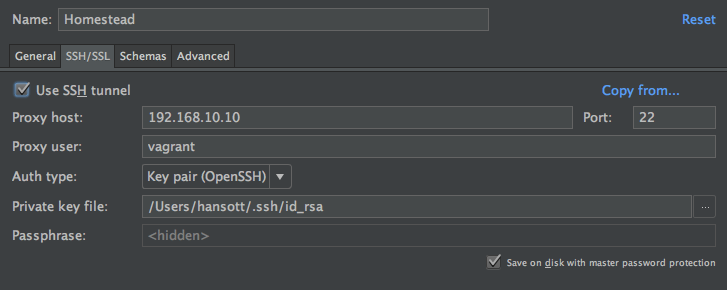 Name: Homestead Reset
General SSH/SSL Schemas Advanced
Use SSH tunnel Copy from...
Proxy host: 192.168.10.10 Port: 22
Proxy user: vagrant
Auth type: Key pair (OpenSSH)
Private key file: /Users/hansott/.ssh/id_rsa ...
Passphrase: <hidden>
Save on disk with master password protection